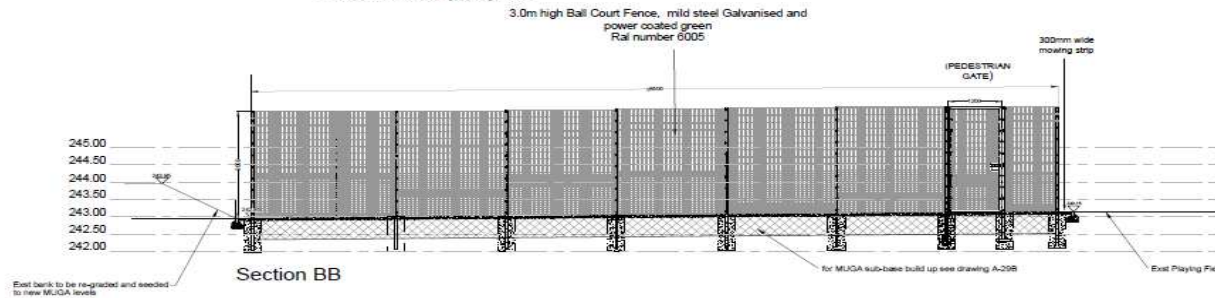 3.0m high Ball Court Fence, mild steel Galvanised and
power coated green
Ral number 6005
300mm wide
mowing strip
(PEDESTRIAN
GATE)
245.00
244.50
244.00
243.50
243.00
242.50
242.00
Section BB
for MUGA sub-base build up see drawing A-29B
Exst Playing
Exst bank to be re-graded and seeded
to new MUGA levels